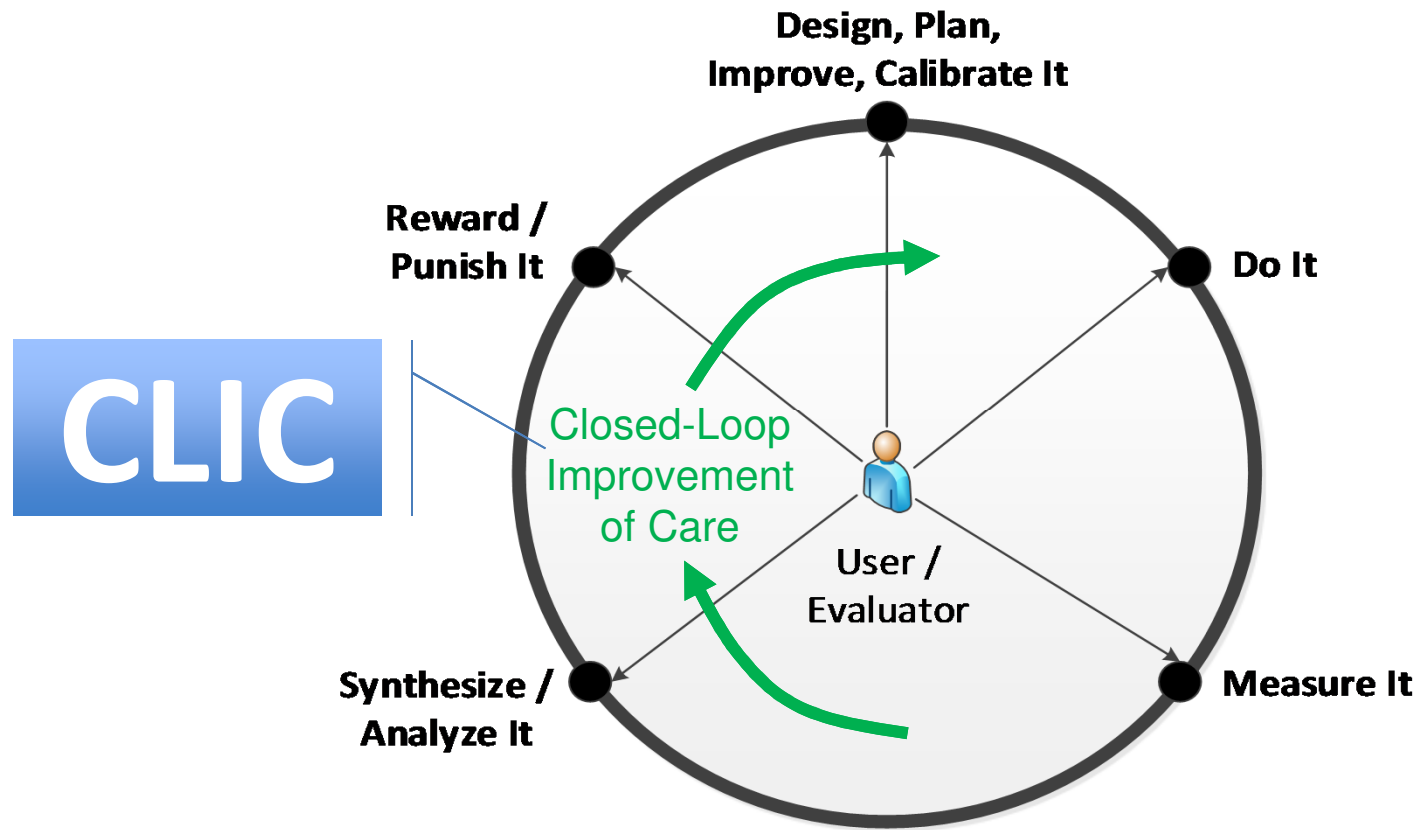 Design, Plan,
Improve, Calibrate It
Reward /
Punish It
Do It
CLIC
Closed-Loop
Improvement
of Care
User /
Evaluator
Synthesize /
Analyze It
Measure It